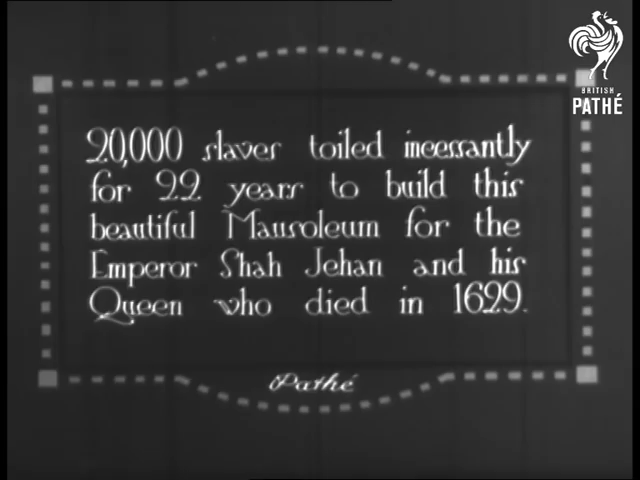 BRITISH
PATHÉ
20,000 slaves toiled incessantly
for 22 years to build this
beautiful Mausoleum for the
Emperor Shah Jehan and his
Queen who died in 1629.
Pathé